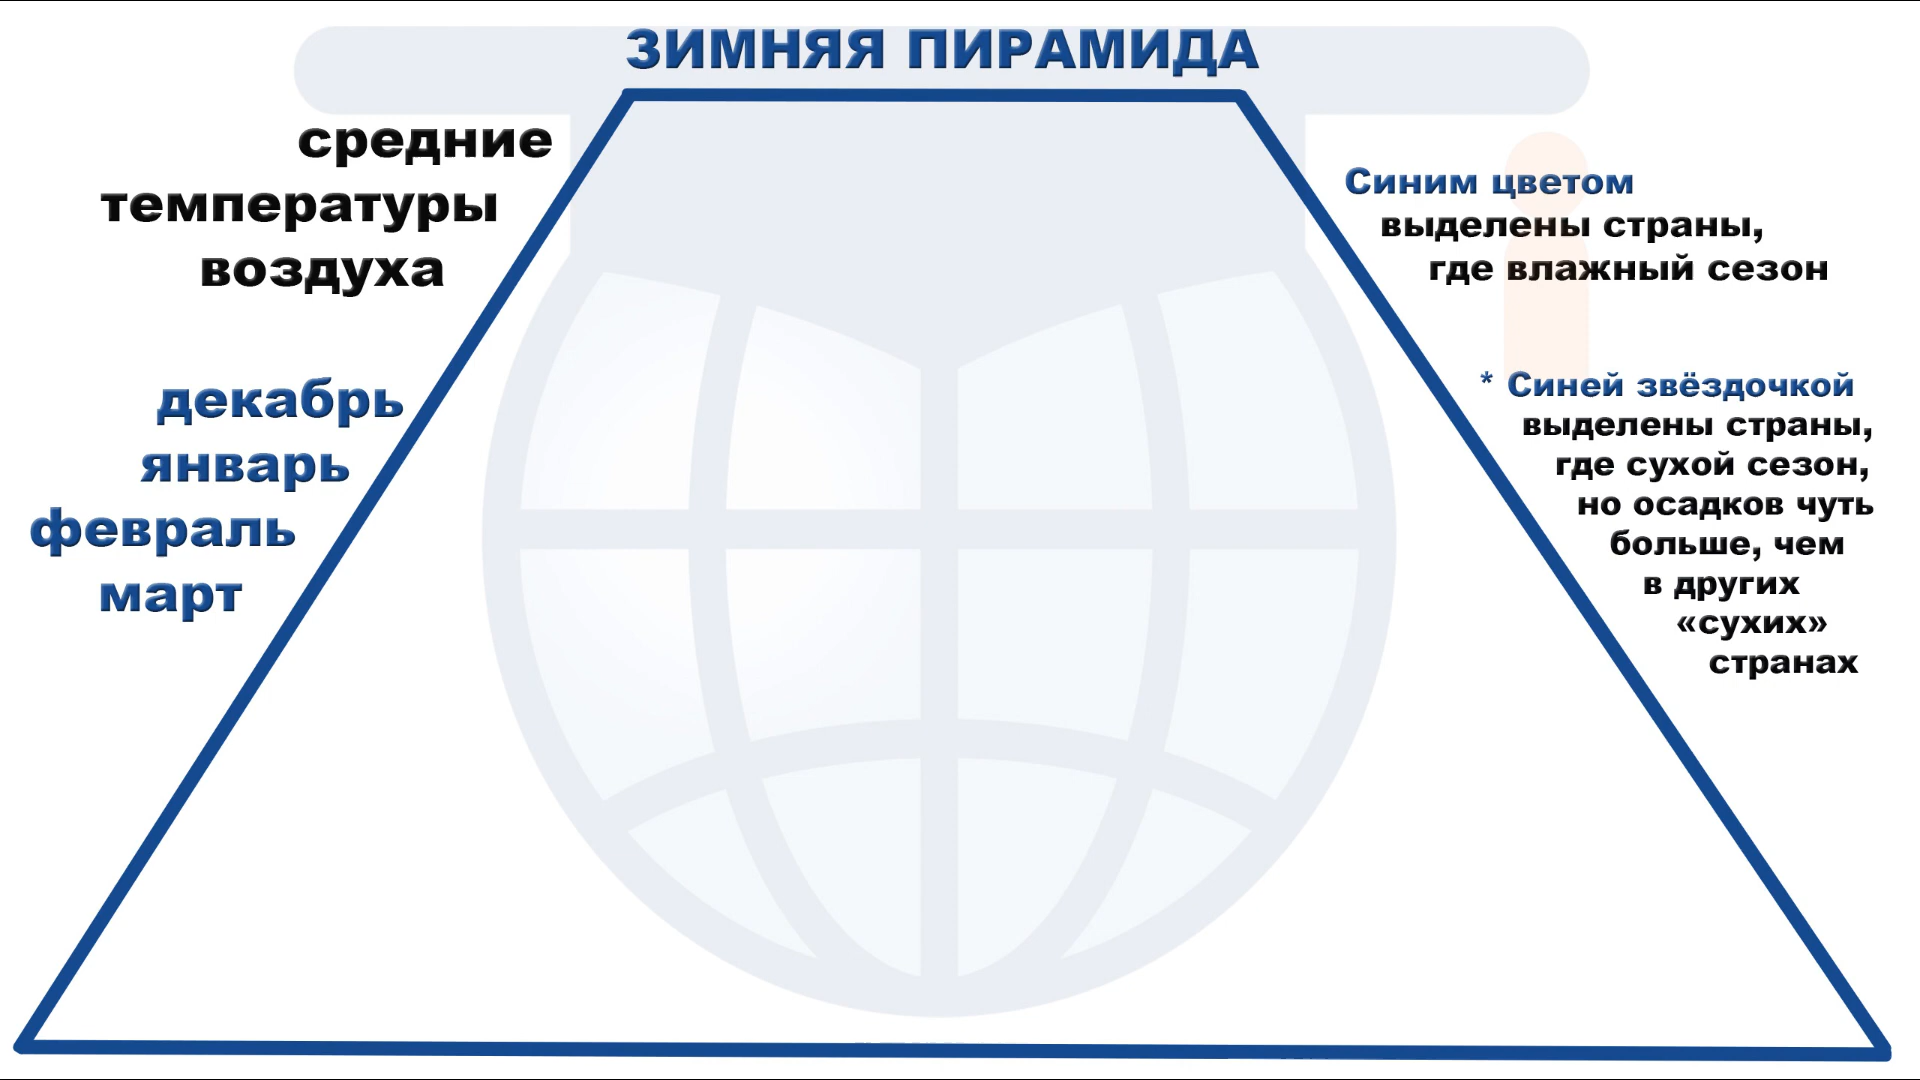 ЗИМНЯЯ ПИРАМИДА
средние
температуры
воздуха
декабрь
январь
февраль
март
Синим цветом
выделены страны,
где влажный сезон
* Синей звёздочкой
выделены страны,
где сухой сезон,
но осадков чуть
больше, чем
в других
«сухих»
странах